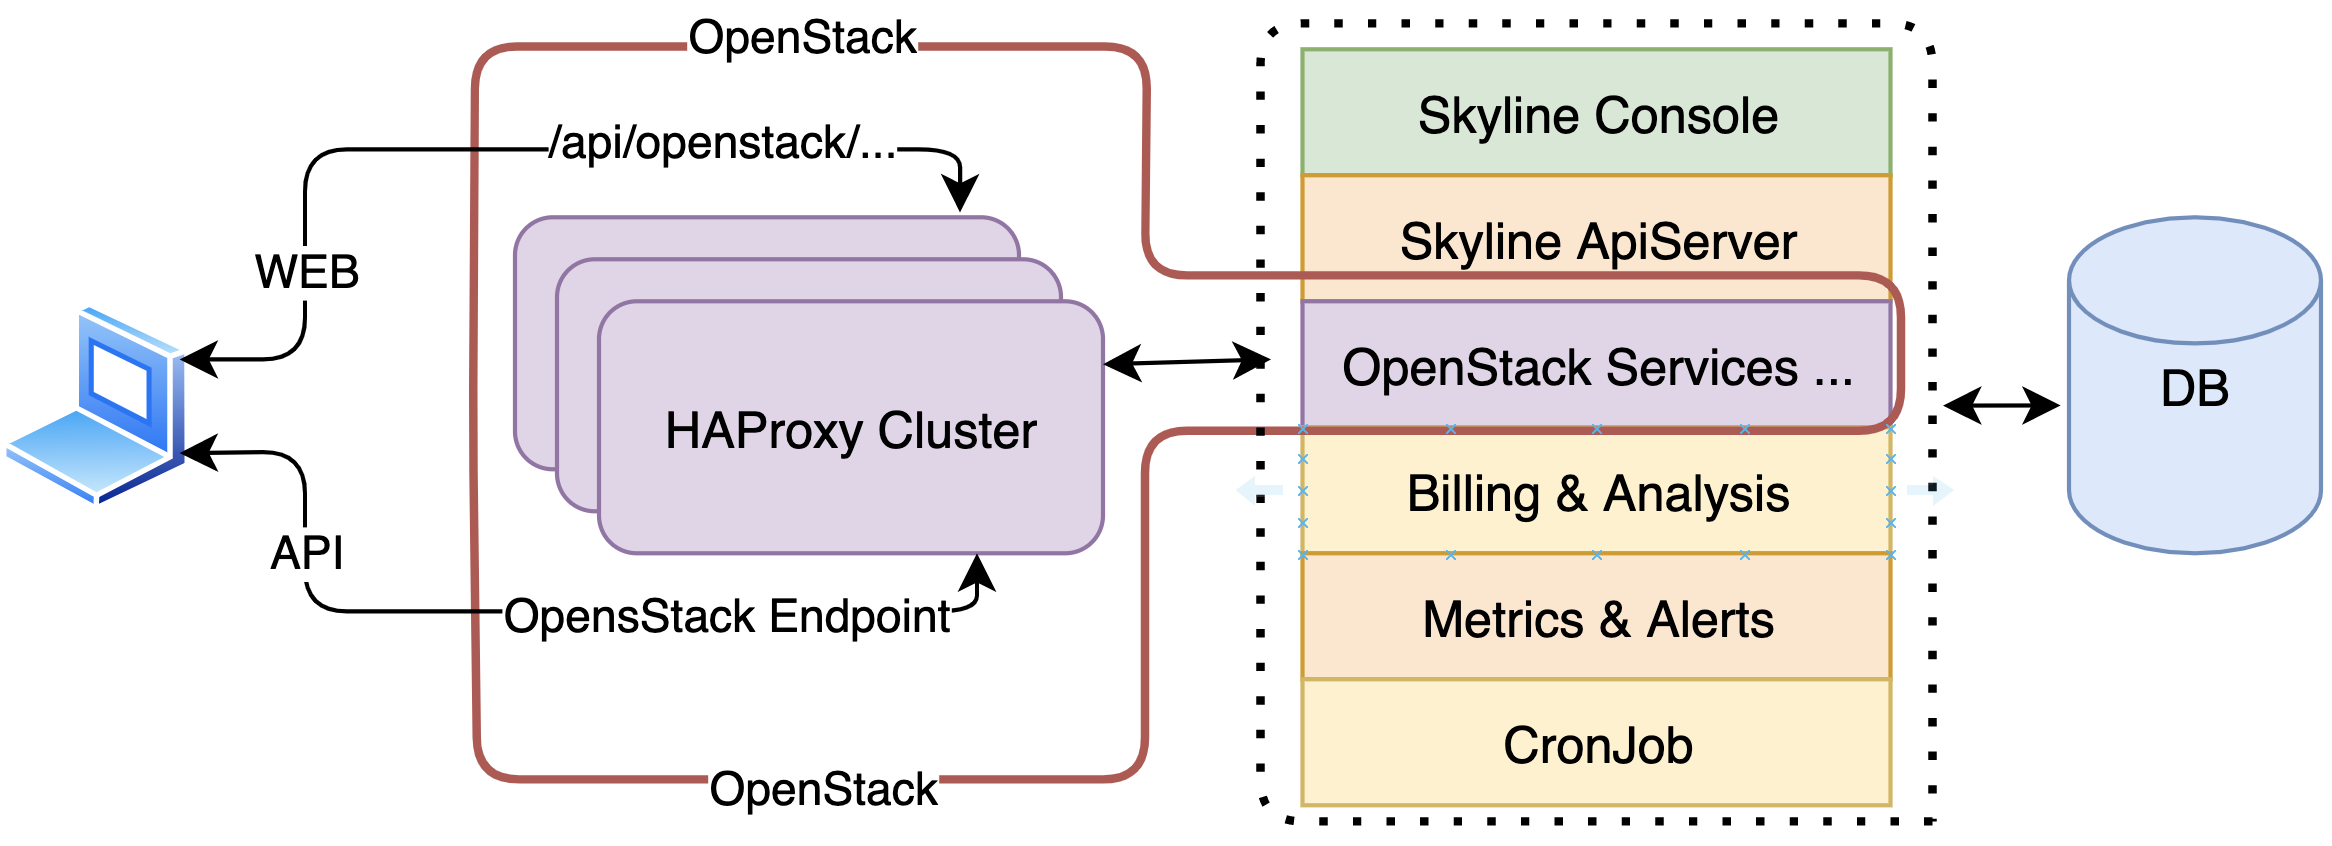 OpenStack
/api/openstack/...
WEB
HAProxy Cluster
API
OpensStack Endpoint
OpenStack
Skyline Console
Skyline ApiServer
OpenStack Services ...
Billing & Analysis
Metrics & Alerts
CronJob
DB